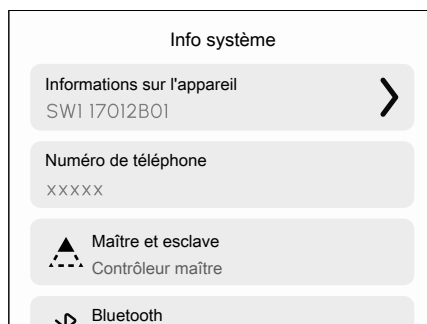 Info système
Informations sur l'appareil
SW1 17012B01
Numéro de téléphone
xxxxx
Maître et esclave
Contrôleur maître
Bluetooth